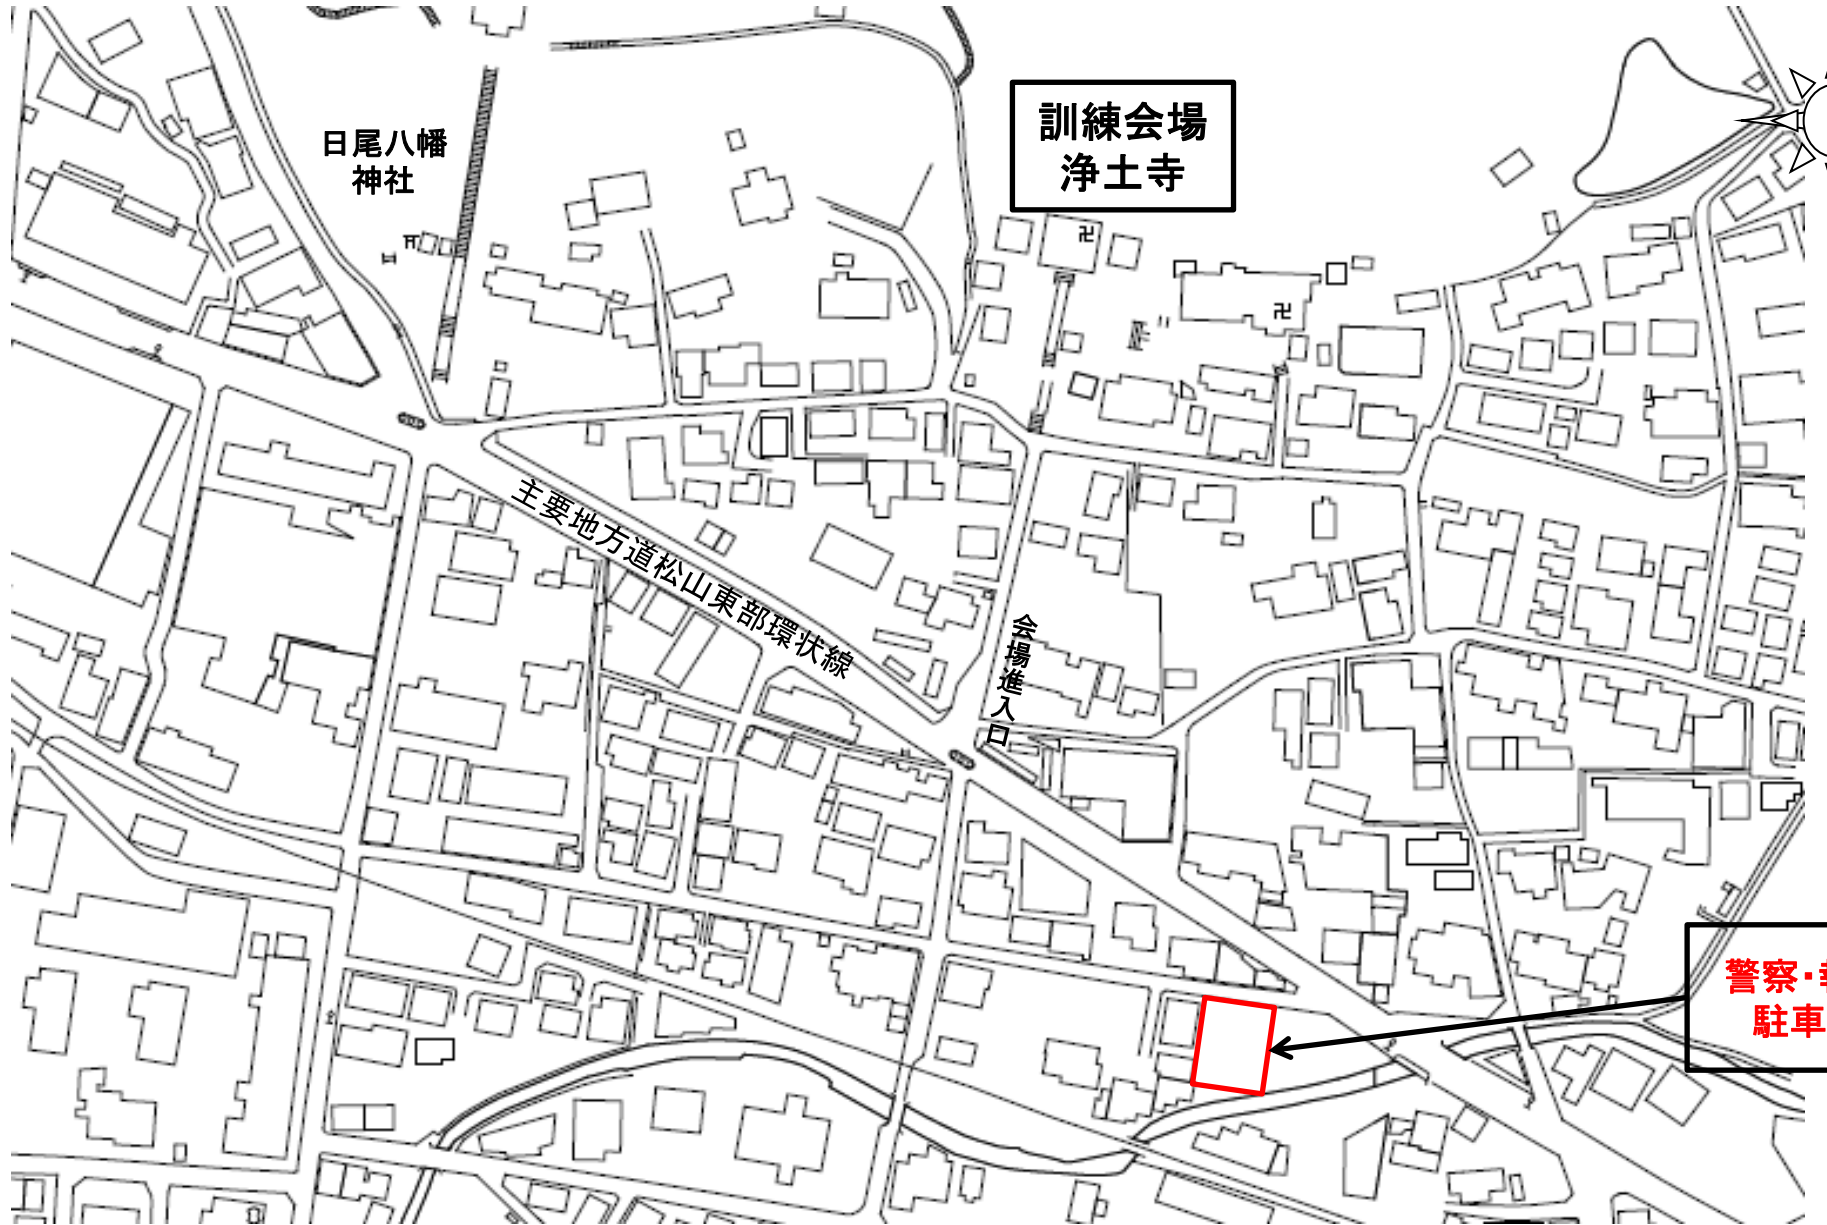 訓練会場
浄土寺
日尾八幡
神社
主要地方道松山東部環状線
会場進入口
警察・
駐車